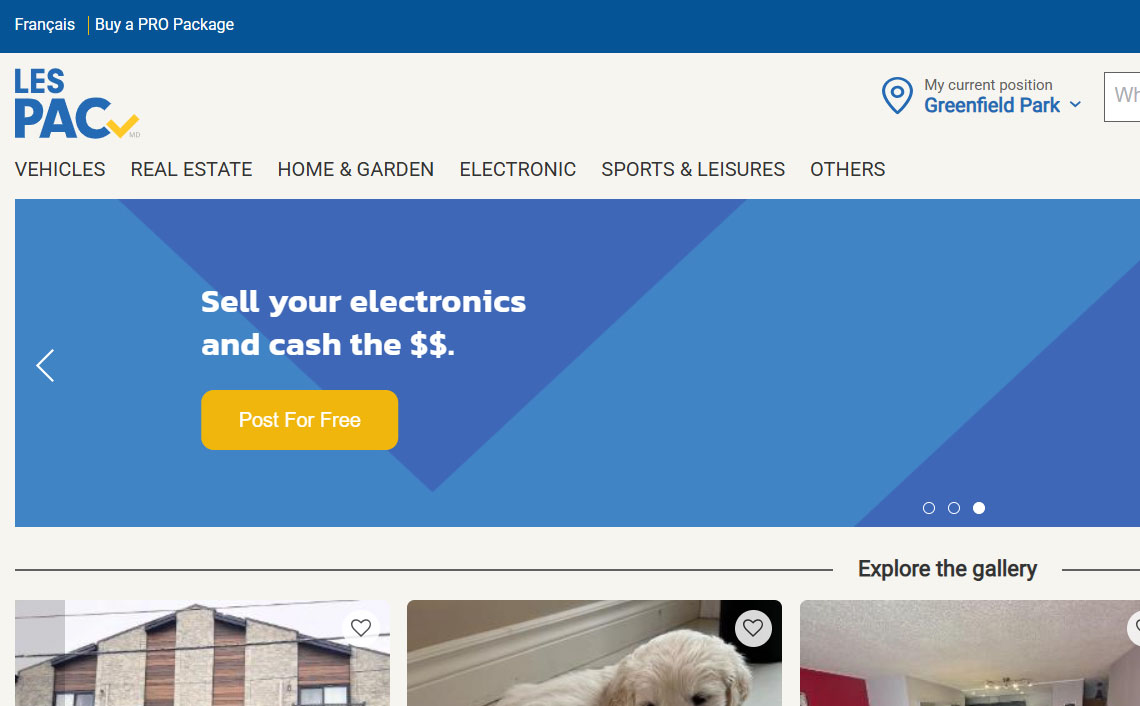 Français
Buy a PRO Package
LES
PAC
MD
My current position
Greenfield Park
Wh
VEHICLES
REAL ESTATE
HOME & GARDEN
ELECTRONIC
SPORTS & LEISURES
OTHERS
Sell your electronics
and cash the $$.
Post For Free
Explore the gallery